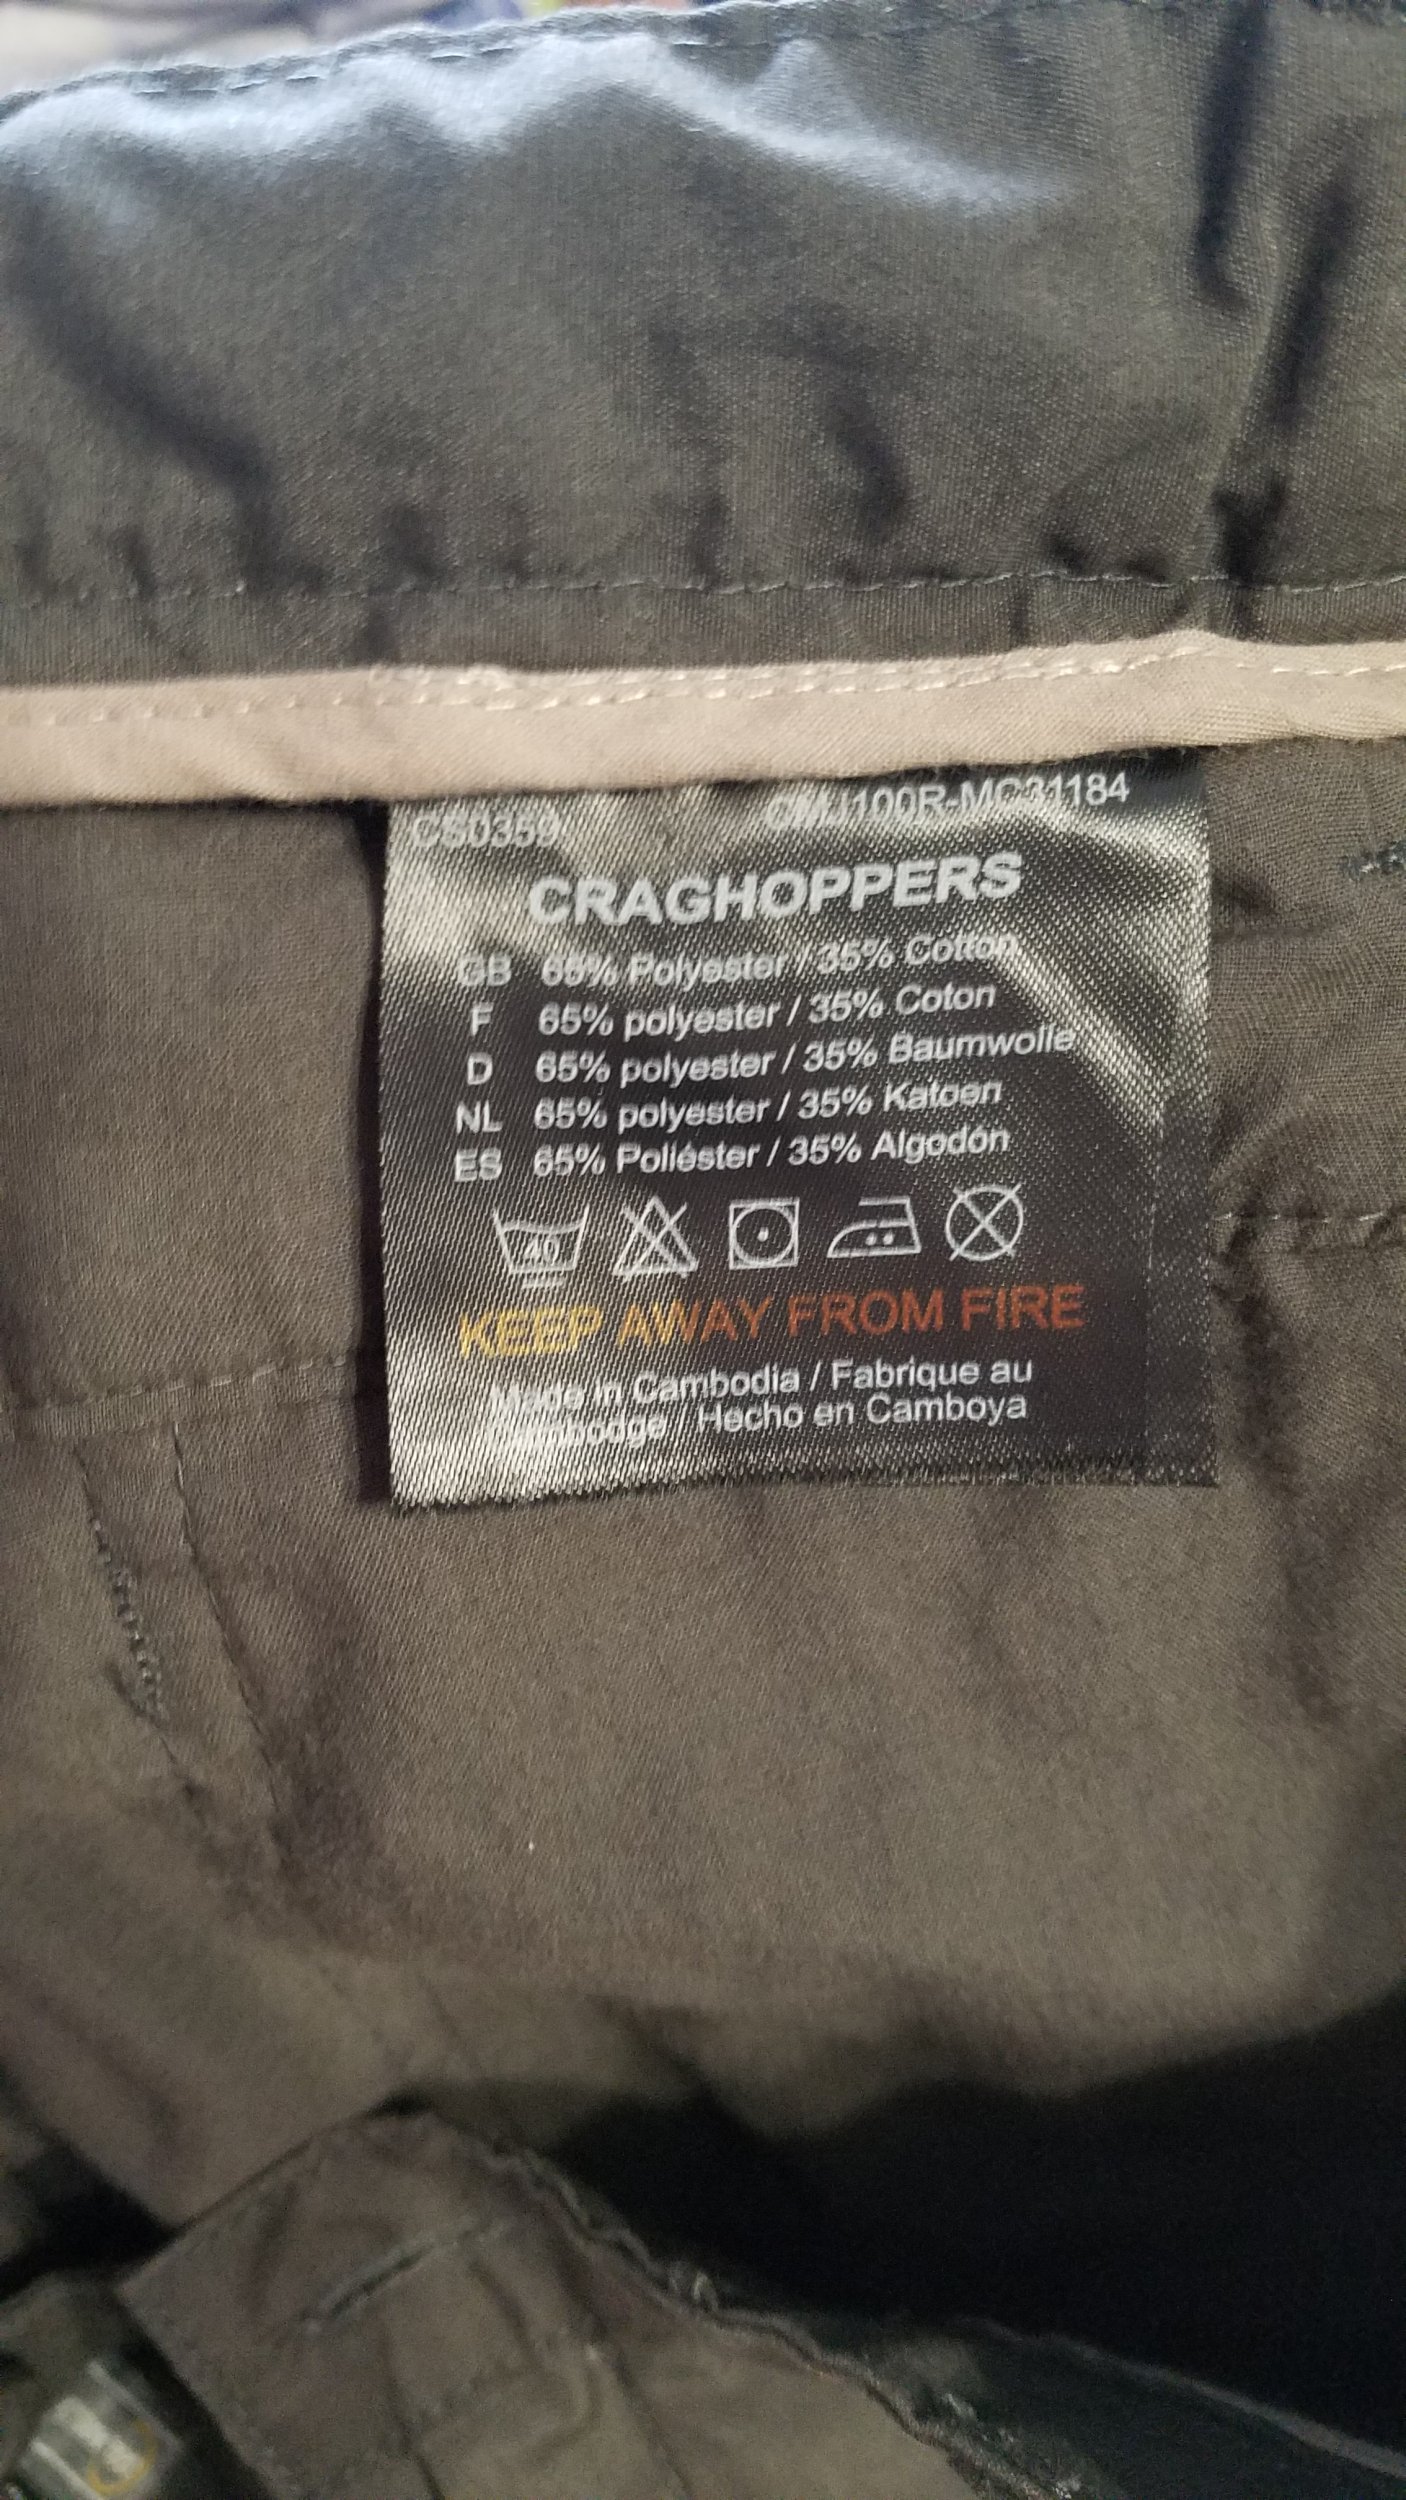 CS0359 CMJ100R-MC31184
CRAGHOPPERS
GB 65% Polyester / 35% Cotton
F 65% polyester / 35% Coton
D 65% polyester / 35% Baumwolle
NL 65% polyester / 35% Katoen
ES 65% Poliéster / 35% Algodón
40
KEEP AWAY FROM FIRE
Made in Cambodia / Fabrique au
Cambodge / Hecho en Camboya